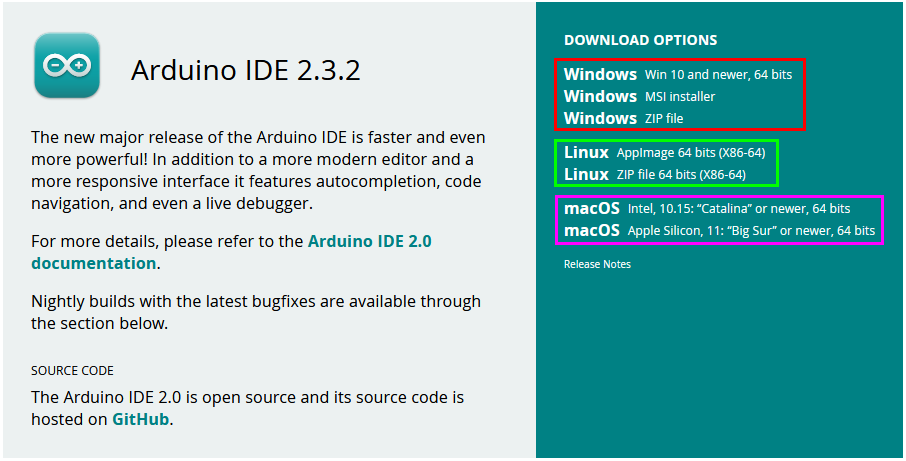 Arduino IDE 2.3.2
The new major release of the Arduino IDE is faster and even
more powerful! In addition to a more modern editor and a
more responsive interface it features autocompletion, code
navigation, and even a live debugger.
For more details, please refer to the Arduino IDE 2.0
documentation.
Nightly builds with the latest bugfixes are available through
the section below.
SOURCE CODE
The Arduino IDE 2.0 is open source and its source code is
hosted on GitHub.
DOWNLOAD OPTIONS
Windows Win 10 and newer, 64 bits
Windows MSI installer
Windows ZIP file
Linux AppImage 64 bits (X86-64)
Linux ZIP file 64 bits (X86-64)
macOS Intel, 10.15: “Catalina” or newer, 64 bits
macOS Apple Silicon, 11: “Big Sur” or newer, 64 bits
Release Notes